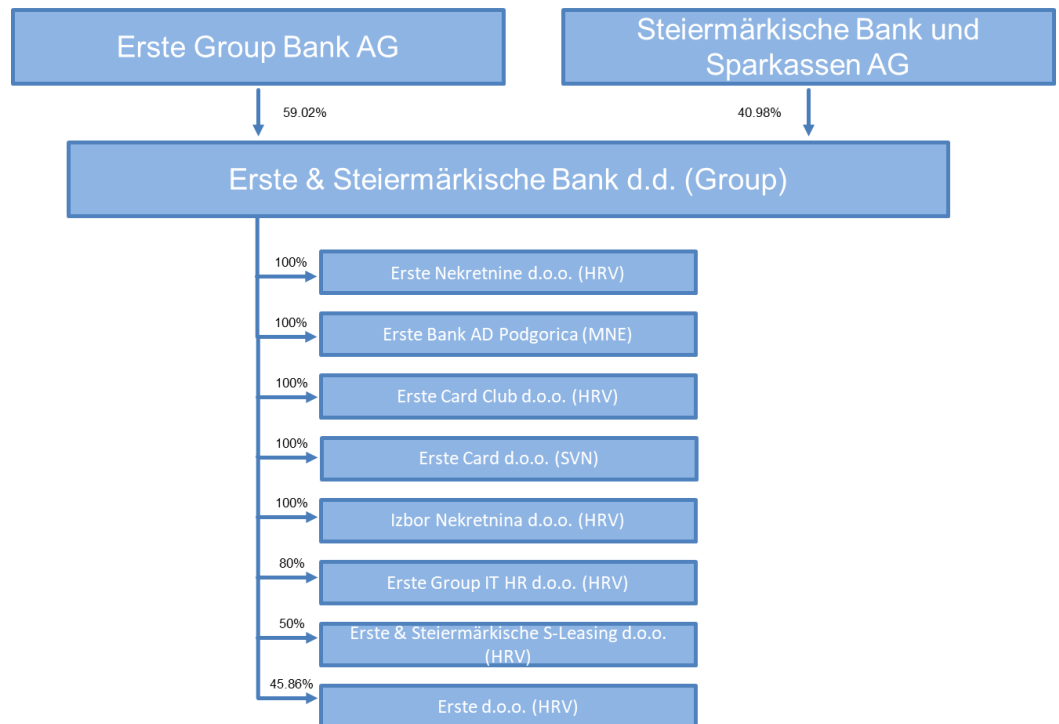 Erste Group Bank AG
Steiermärkische Bank und
Sparkassen AG
59.02%
40.98%
Erste & Steiermärkische Bank d.d. (Group)
100%
Erste Nekretnine d.o.o. (HRV)
100%
Erste Bank AD Podgorica (MNE)
100%
Erste Card Club d.o.o. (HRV)
100%
Erste Card d.o.o. (SVN)
100%
Izbor Nekretnina d.o.o. (HRV)
80%
Erste Group IT HR d.o.o. (HRV)
50%
Erste & Steiermärkische S-Leasing d.o.o.
(HRV)
45.86%
Erste d.o.o. (HRV)